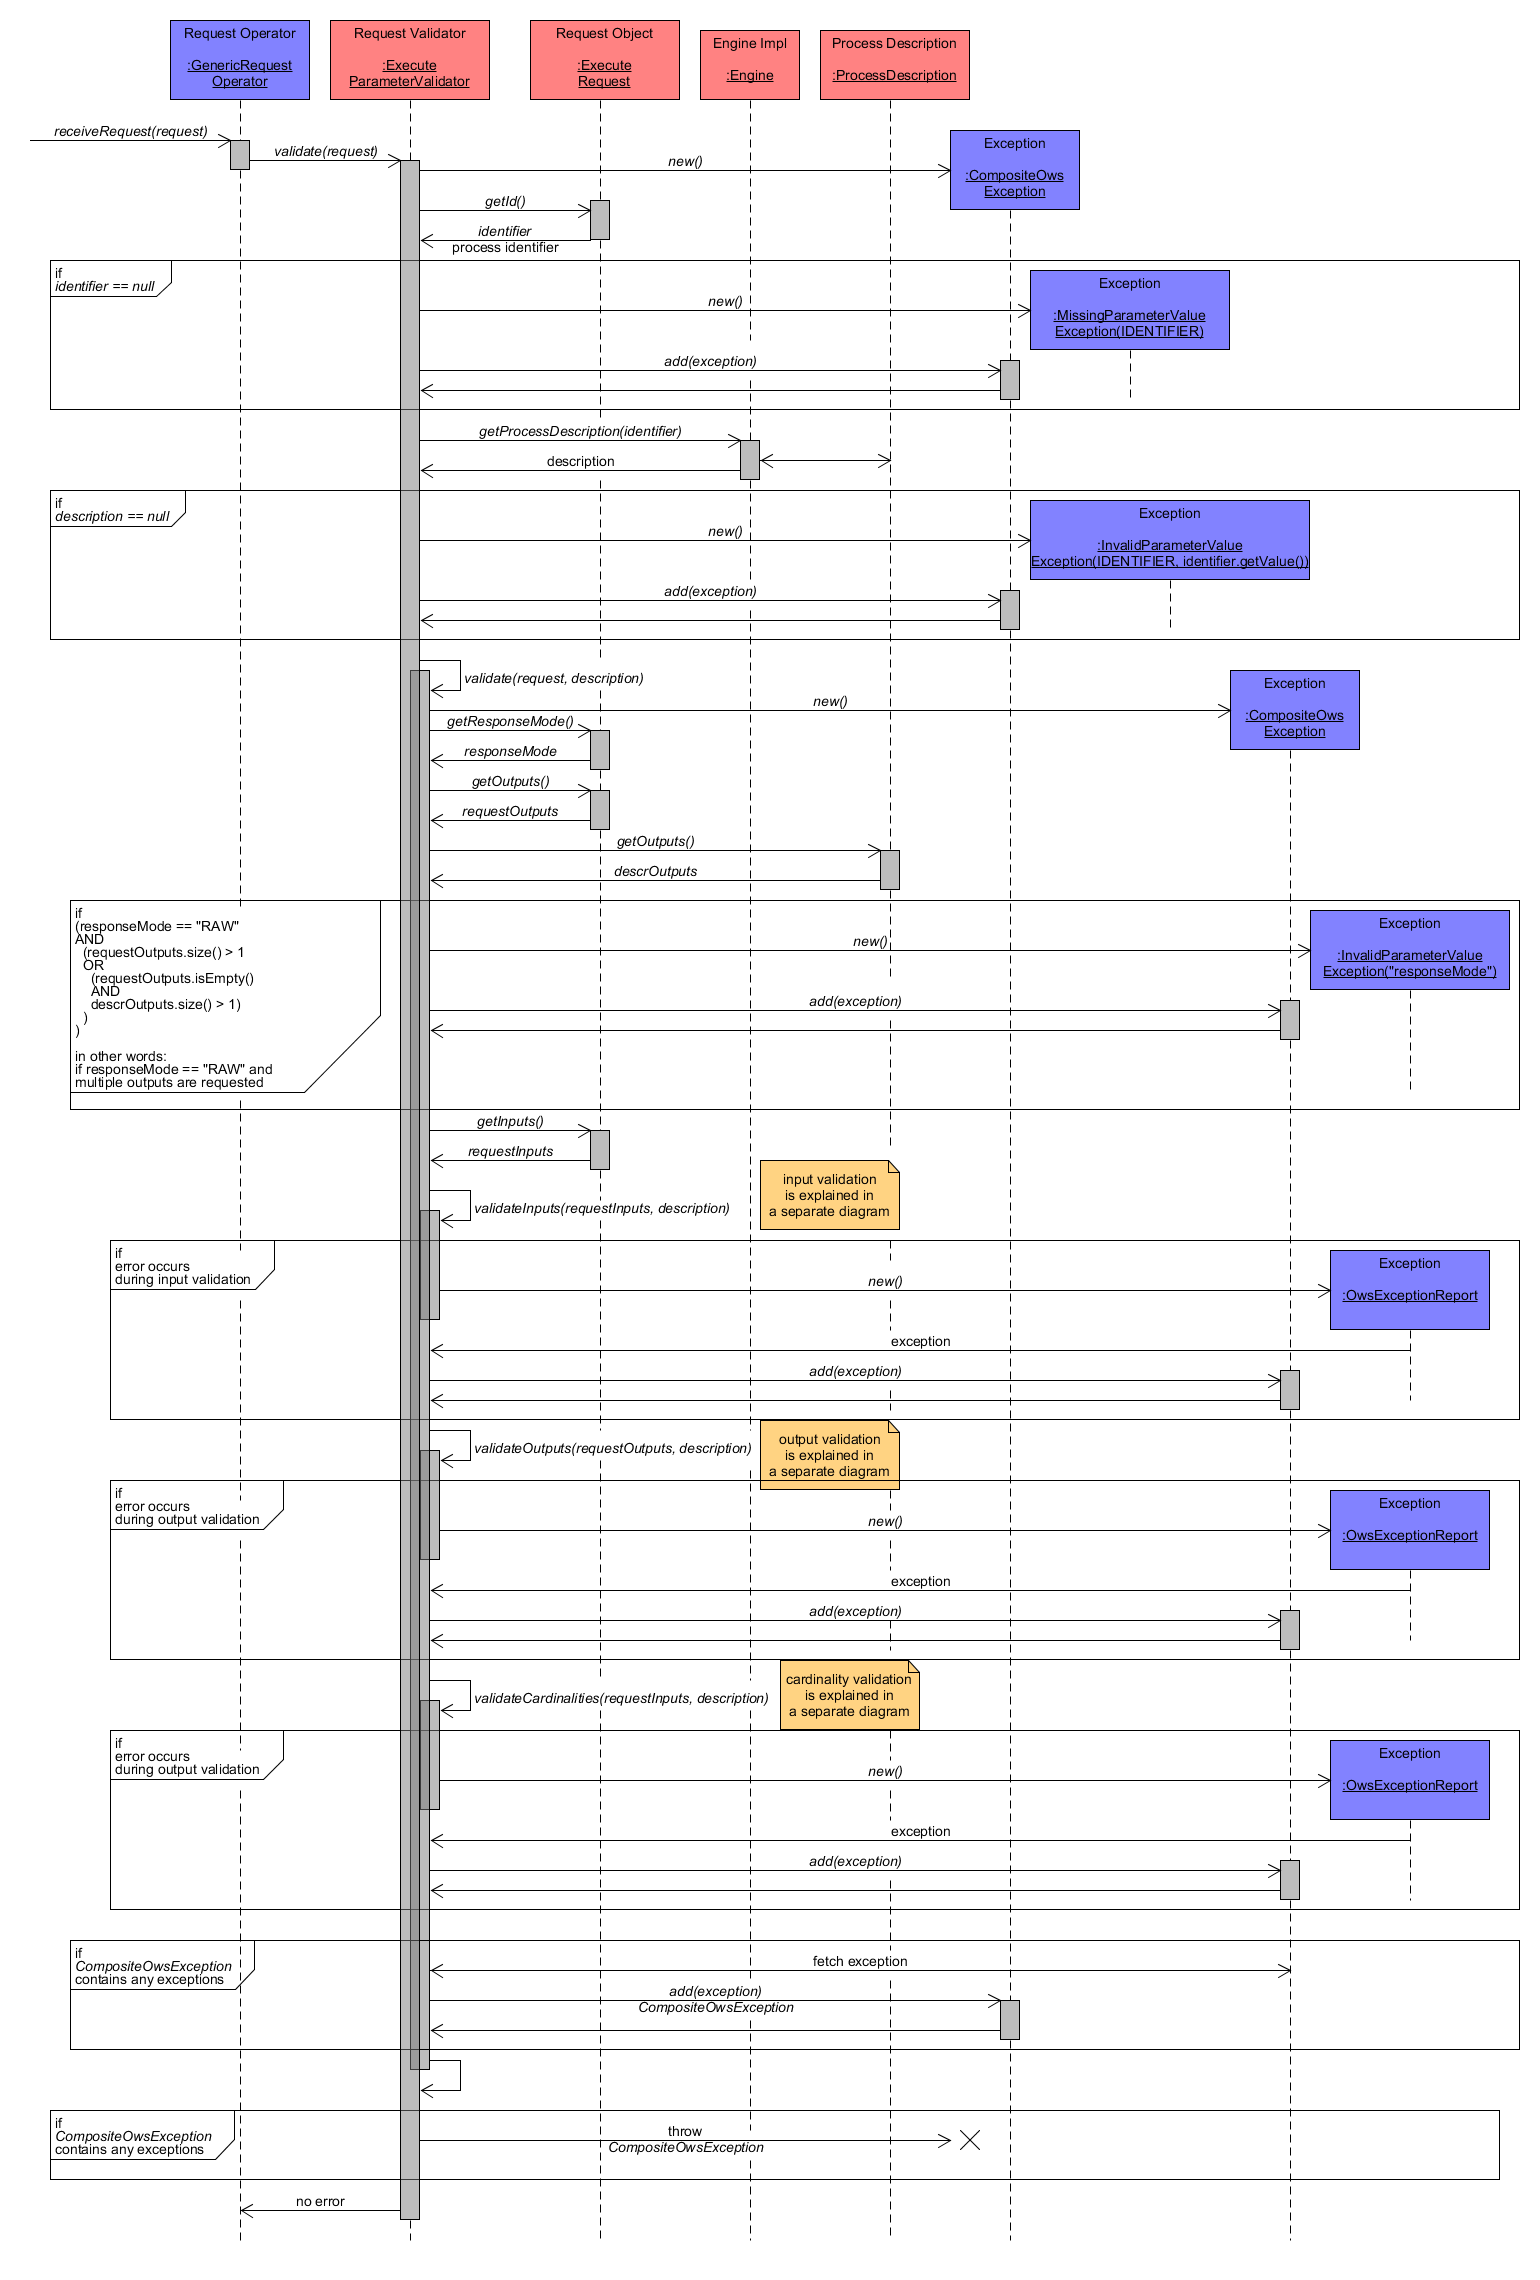 Request Operator
:GenericRequest
Operator
Request Validator
:Execute
ParameterValidator
Request Object
:Execute
Request
Engine Impl
:Engine
Process Description
:ProcessDescription
receiveRequest(request)
validate(request)
new()
Exception
:CompositeOws
Exception
getId()
identifier
process identifier
if
identifier == null
new()
Exception
:MissingParameterValue
Exception(IDENTIFIER)
add(exception)
getProcessDescription(identifier)
description
if
description == null
new()
Exception
:InvalidParameterValue
Exception(IDENTIFIER, identifier.getValue())
add(exception)
validate(request, description)
new()
Exception
:CompositeOws
Exception
getResponseMode()
responseMode
getOutputs()
requestOutputs
getOutputs()
descrOutputs
if
(responseMode == "RAW"
AND
(requestOutputs.size() > 1
OR
(requestOutputs.isEmpty()
AND
descrOutputs.size() > 1)
)
)
in other words:
if responseMode == "RAW" and
multiple outputs are requested
new()
Exception
:InvalidParameterValue
Exception("responseMode")
add(exception)
getInputs()
requestInputs
input validation
is explained in
a separate diagram
validateInputs(requestInputs, description)
if
error occurs
during input validation
new()
Exception
:OwsExceptionReport
exception
add(exception)
validateOutputs(requestOutputs, description)
output validation
is explained in
a separate diagram
if
error occurs
during output validation
new()
Exception
:OwsExceptionReport
exception
add(exception)
validateCardinalities(requestInputs, description)
cardinality validation
is explained in
a separate diagram
if
error occurs
during output validation
new()
Exception
:OwsExceptionReport
exception
add(exception)
if
CompositeOwsException
contains any exceptions
fetch exception
add(exception)
CompositeOwsException
if
CompositeOwsException
contains any exceptions
throw
CompositeOwsException
no error